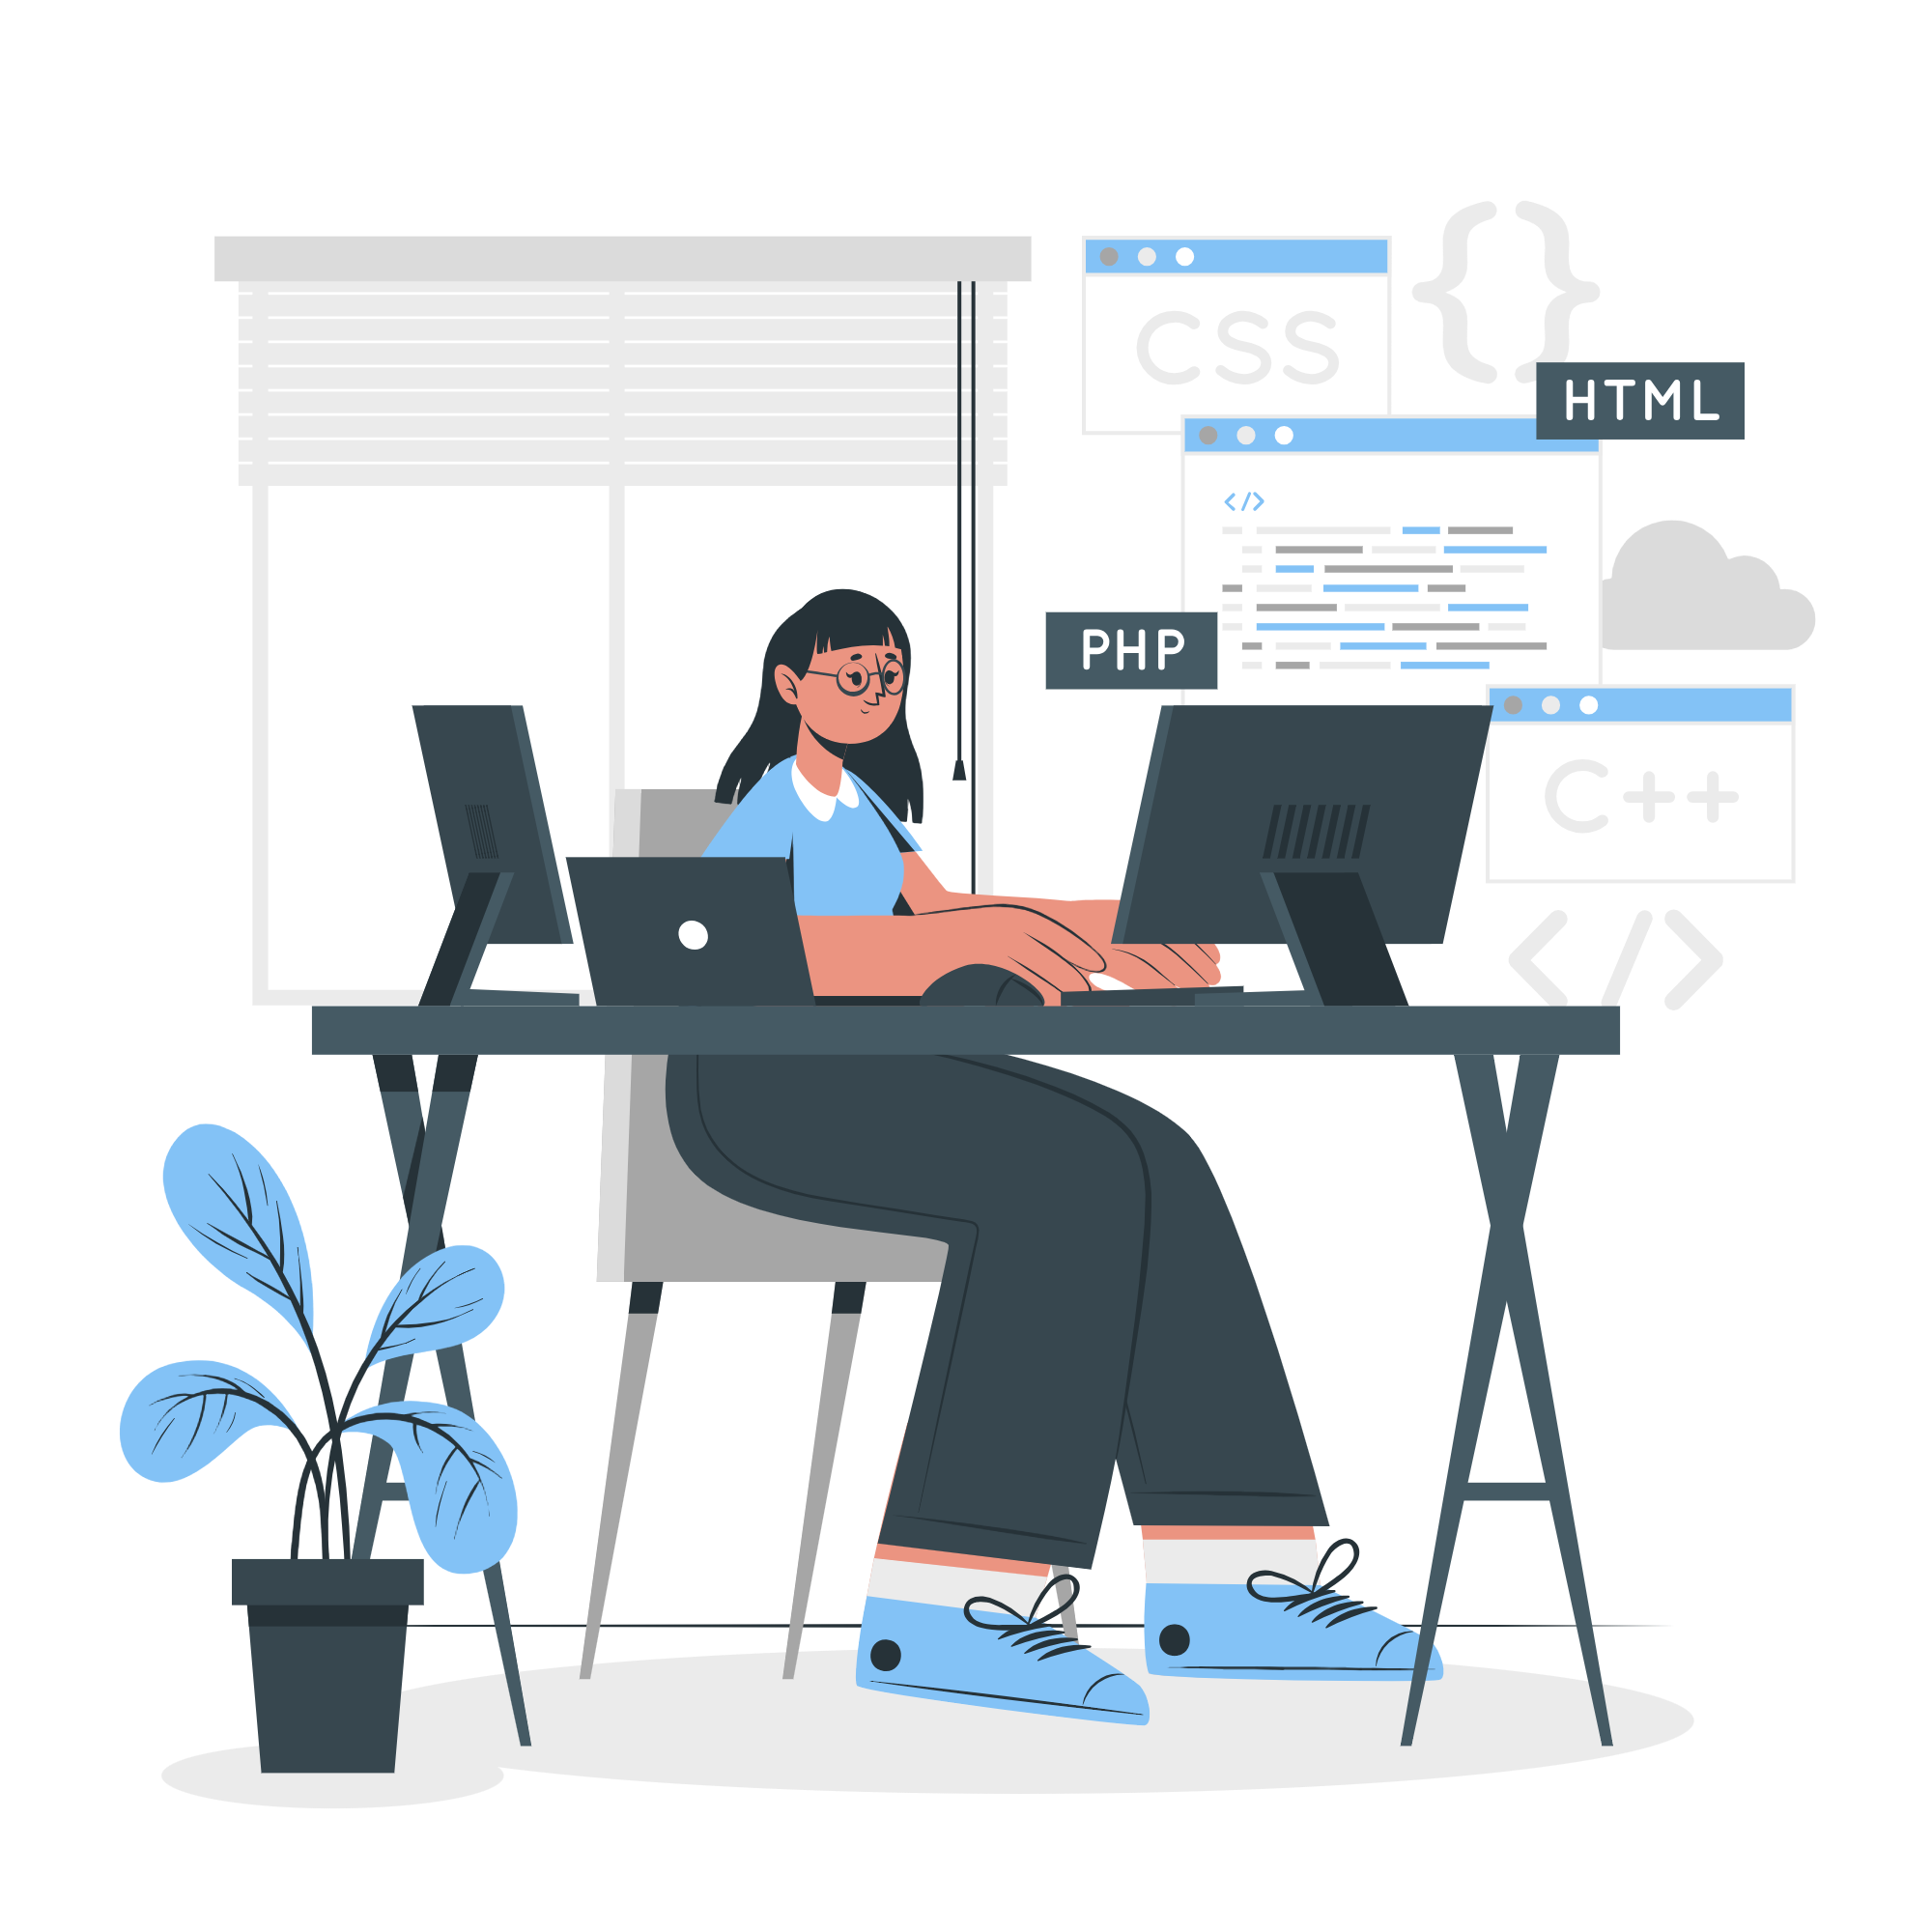 CSS
{ }
HTML
</>
PHP
C++
</>